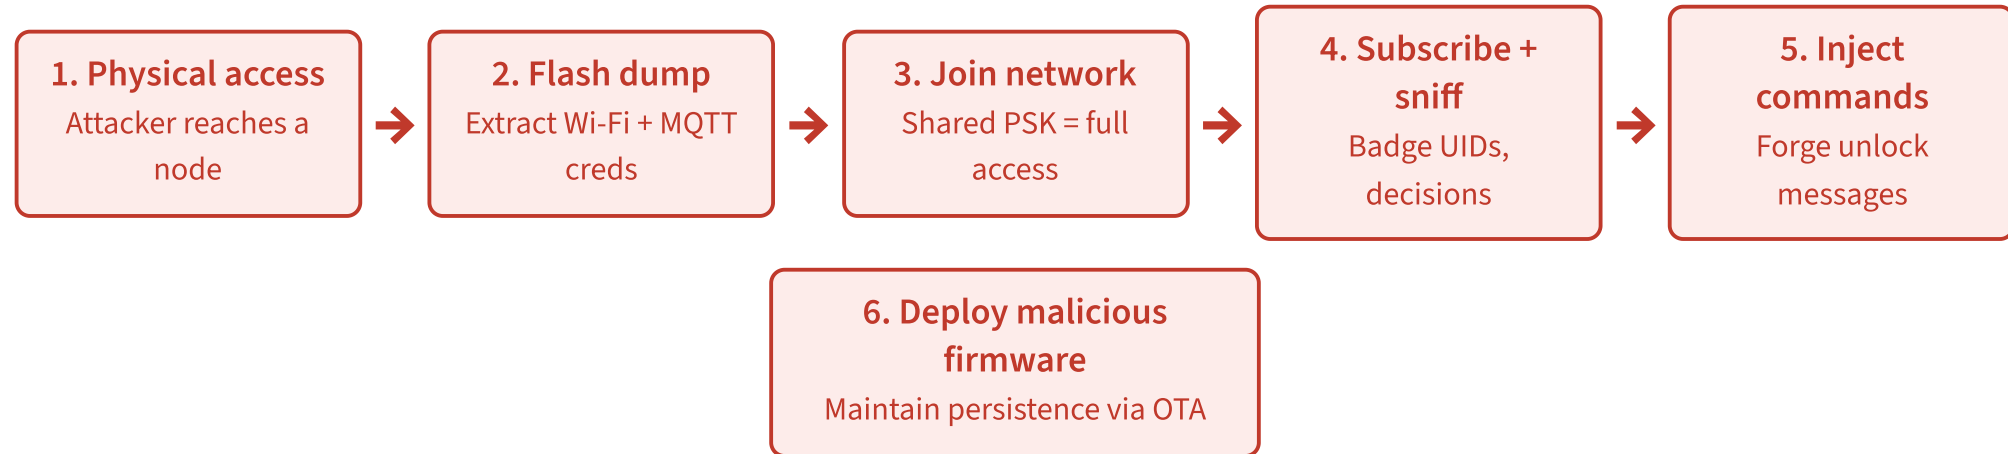 1. Physical access
Attacker reaches a
node
2. Flash dump
Extract Wi-Fi + MQTT
creds
3. Join network
Shared PSK = full
access
4. Subscribe +
sniff
Badge UIDs,
decisions
5. Inject
commands
Forge unlock
messages
6. Deploy malicious
firmware
Maintain persistence via OTA